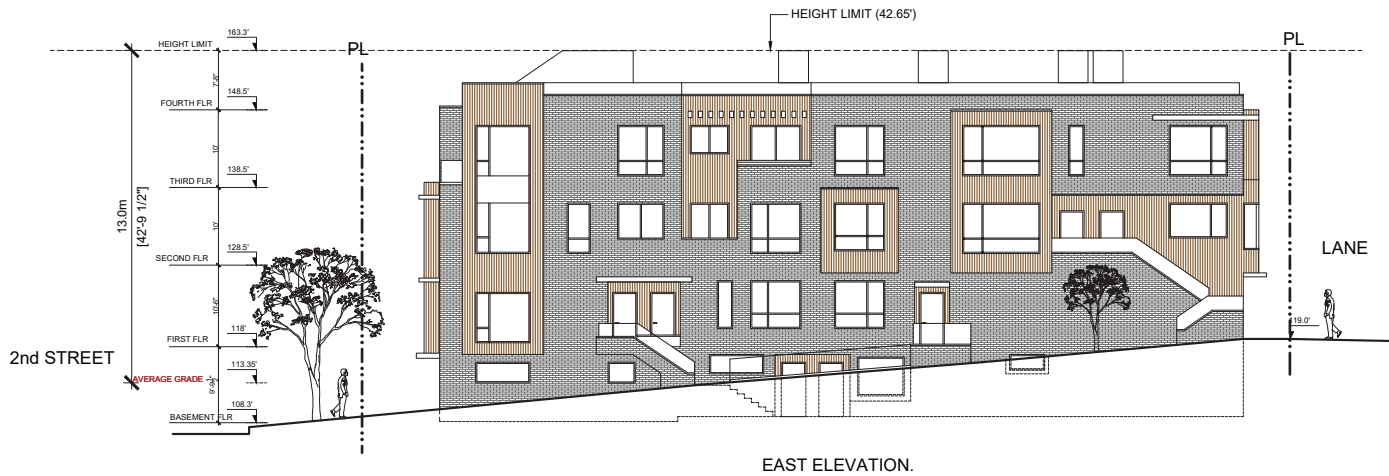 HEIGHT LIMIT (42.65')
HEIGHT LIMIT
163.3'
PL
PL
7'-8"
148.5'
FOURTH FLR
10'
138.5'
THIRD FLR
13.0m
[42'-9 1/2"]
10'
128.5'
SECOND FLR
LANE
10'-6"
118'
FIRST FLR
19.0'
2nd STREET
113.35'
AVERAGE GRADE
108.3'
BASEMENT FLR
EAST ELEVATION.